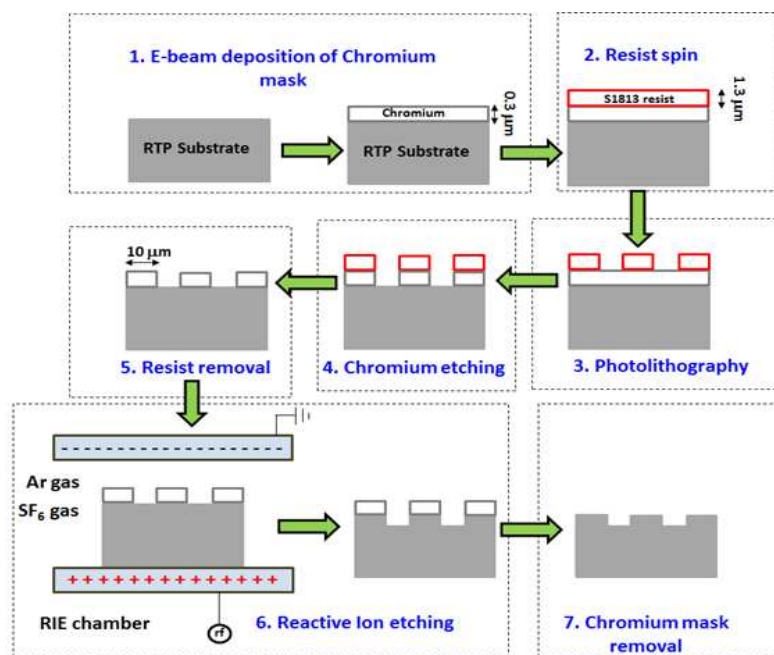 1. E-beam deposition of Chromium
mask
RTP Substrate
Chromium
0.3 μm
RTP Substrate
2. Resist spin
S1813 resist
1.3 μm
3. Photolithography
4. Chromium etching
10 μm
5. Resist removal
Ar gas
SF6 gas
RIE chamber
rf
6. Reactive Ion etching
7. Chromium mask
removal